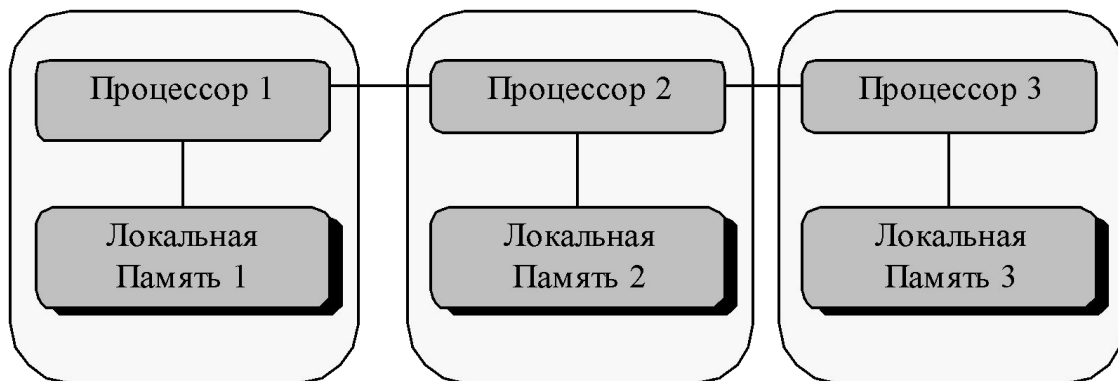 Процессор 1
Процессор 2
Процессор 3
Локальная
Память 1
Локальная
Память 2
Локальная
Память 3